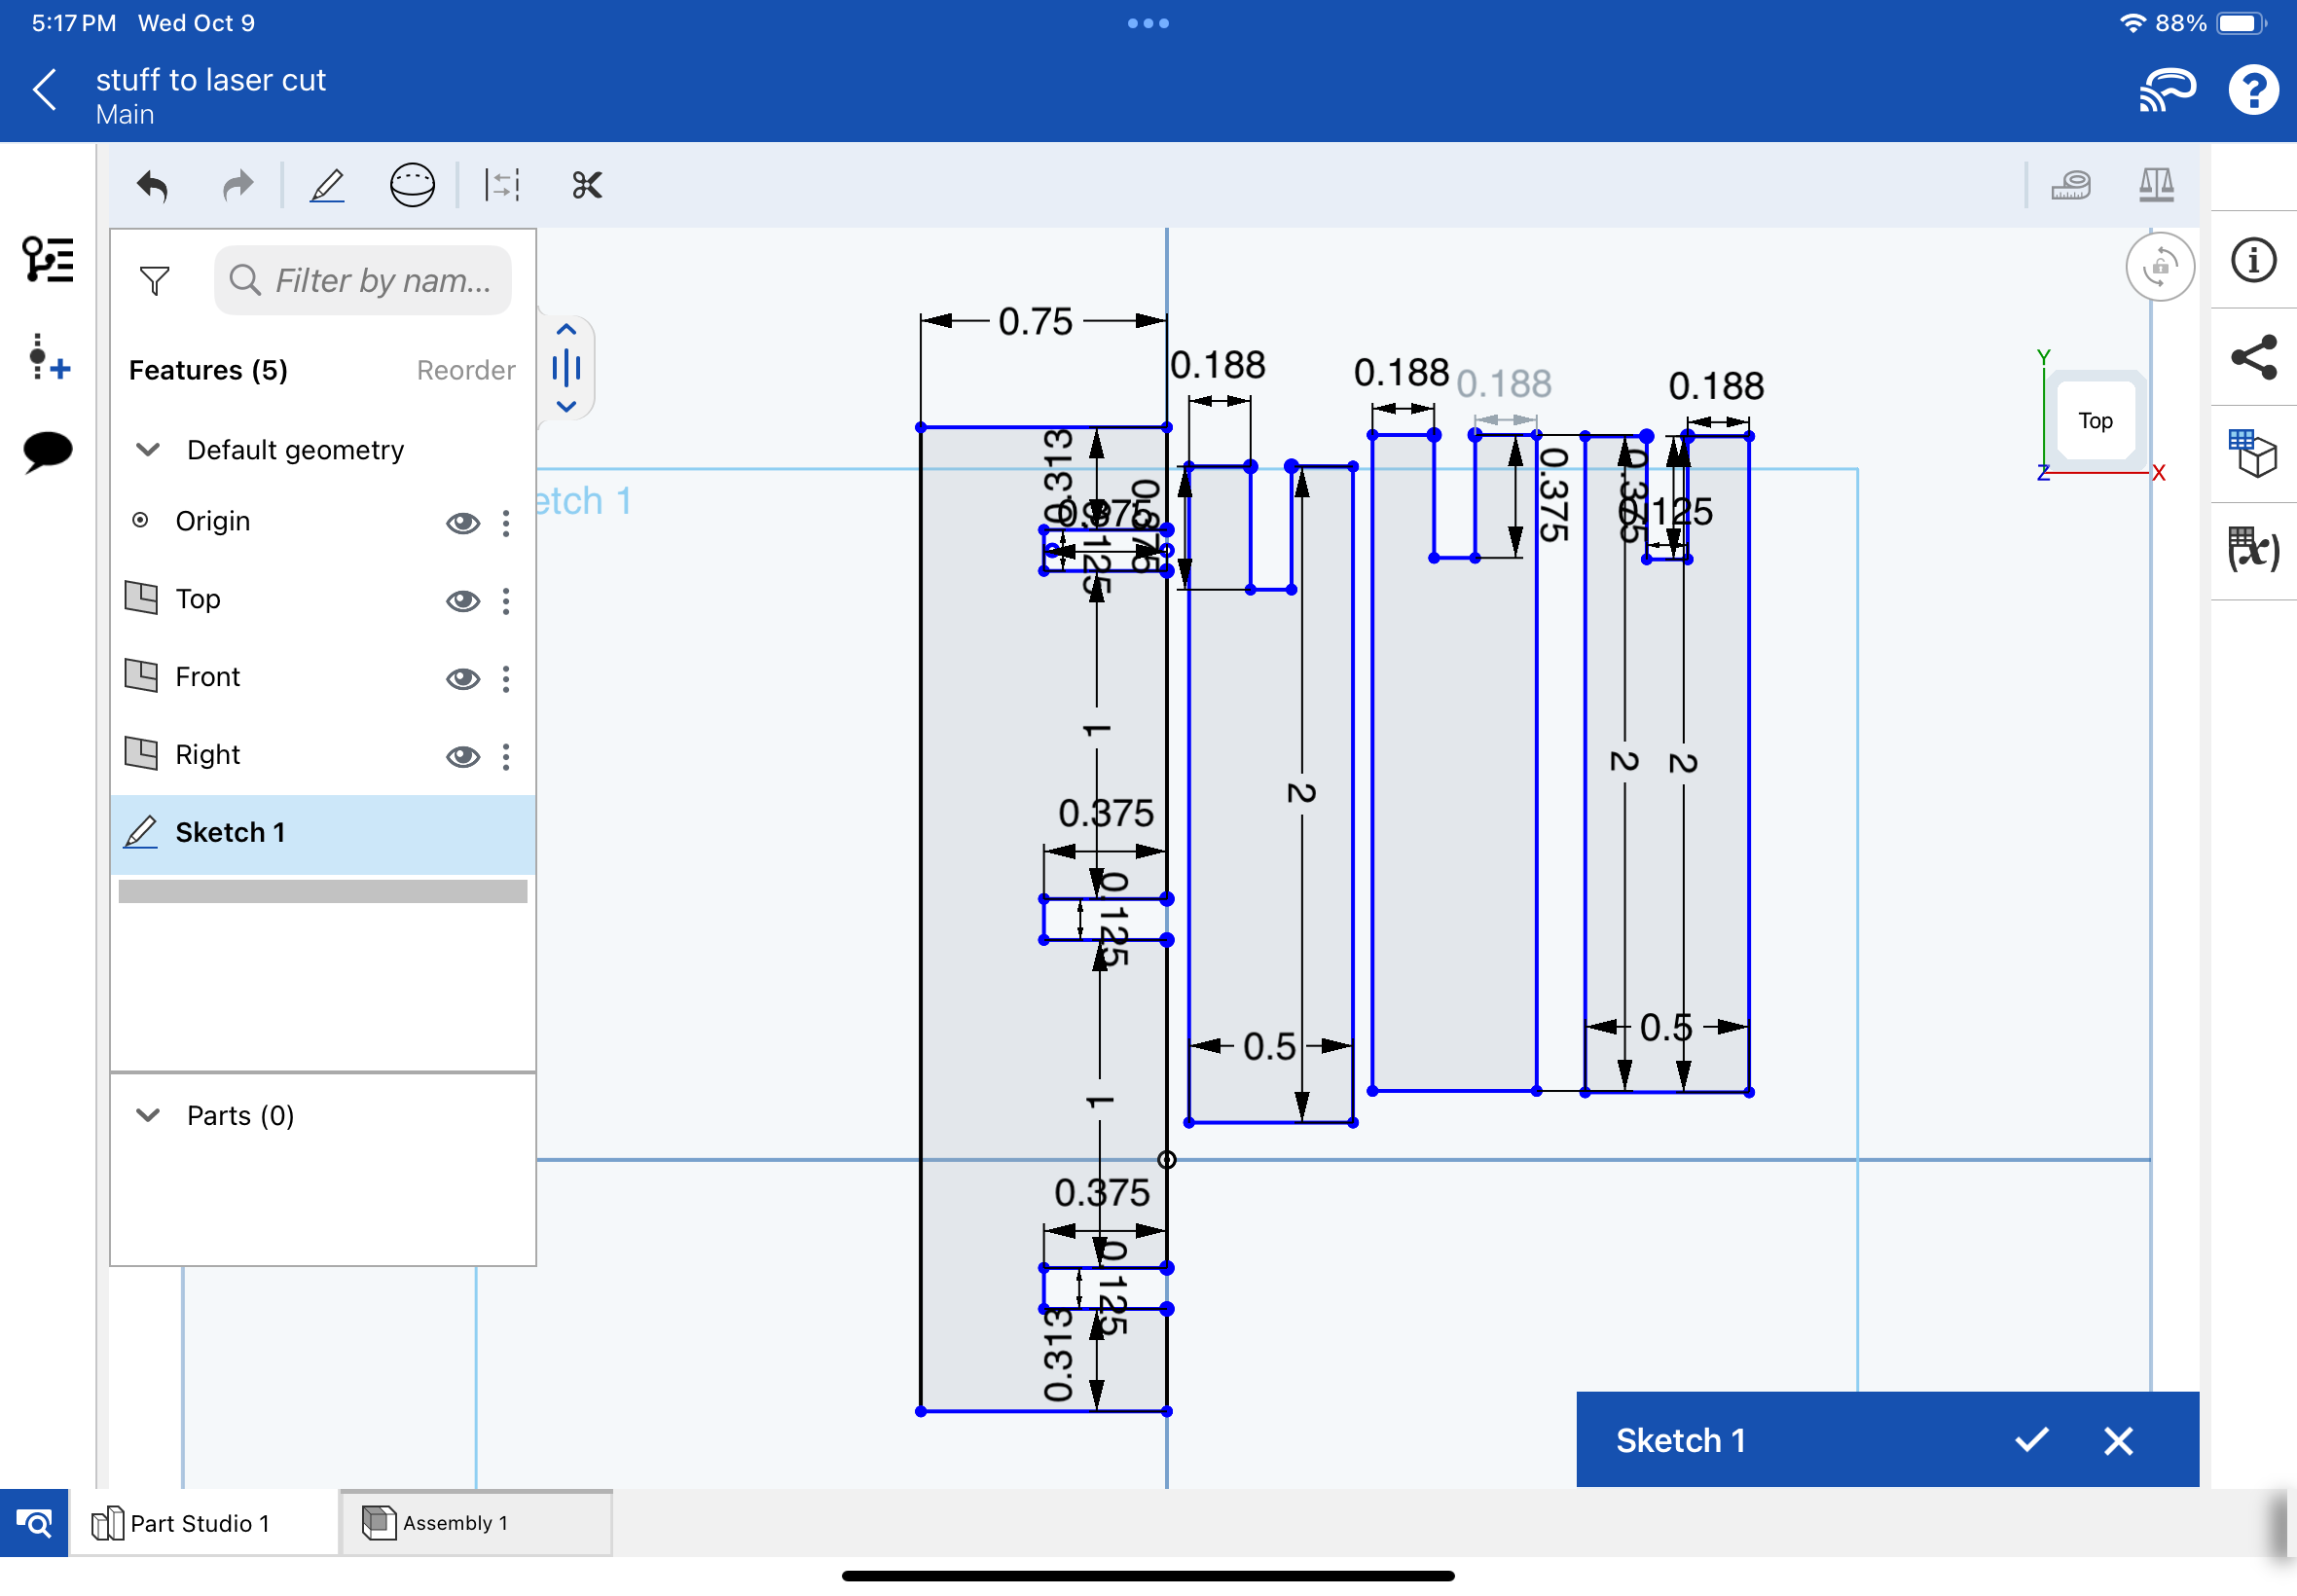 5:17 PM Wed Oct 9
88%
stuff to laser cut
Main
Filter by nam...
Features (5)
Reorder
Default geometry
Origin
Top
Front
Right
Sketch 1
Parts (0)
etch 1
0.75
0.188
0.188
0.188
0.188
0.313
0.375
0.375
0.125
0.375
0.375
0.125
1
2
2
2
0.375
0.125
0.5
0.5
1
0.375
0.125
0.313
Y
Top
Z
X
Sketch 1
Part Studio 1
Assembly 1
(x)